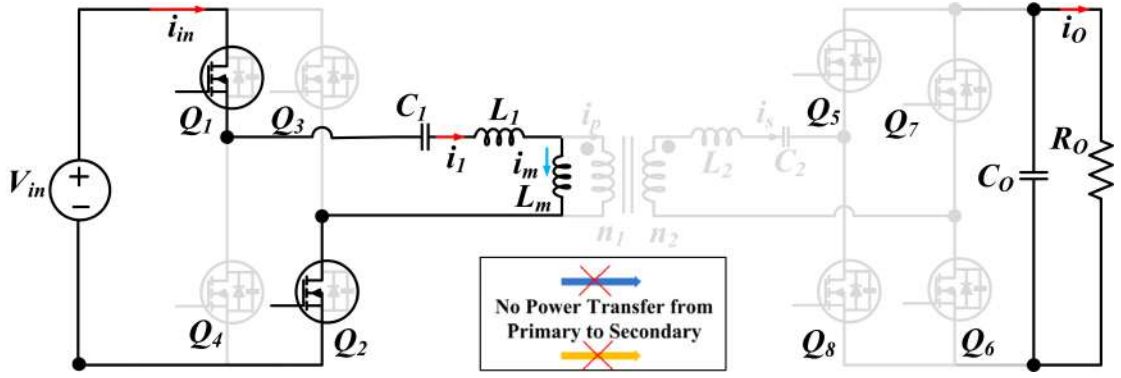 i_in
i_O
Q_1
Q_3
C_1
L_1
i_p
i_s
Q_5
Q_7
V_in
+
−
i_1
i_m
L_m
L_2
C_2
C_O
R_O
n_1
n_2
No Power Transfer from
Primary to Secondary
Q_4
Q_2
Q_8
Q_6